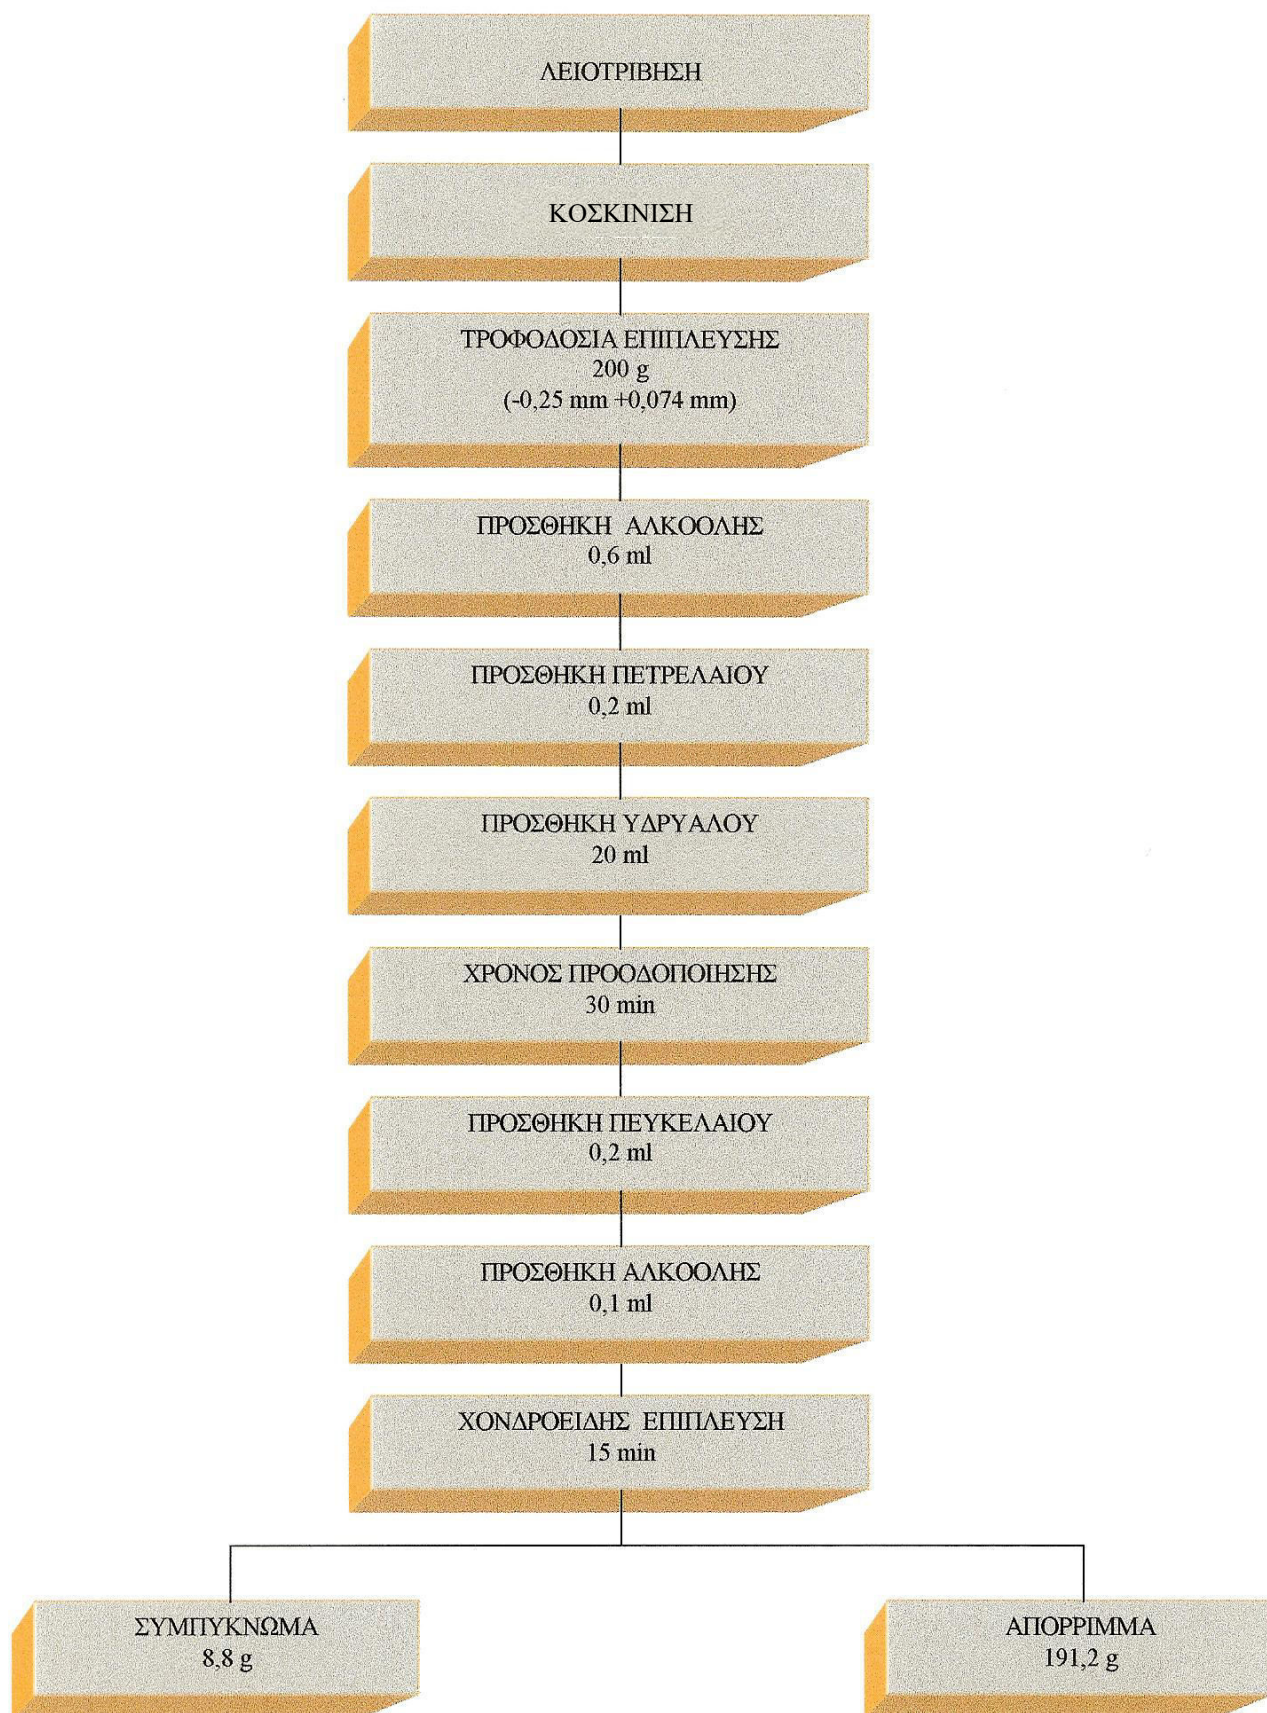 ΛΕΙΟΤΡΙΒΗΣΗ
ΚΟΣΚΙΝΙΣΗ
ΤΡΟΦΟΔΟΣΙΑ ΕΠΙΠΛΕΥΣΗΣ
200 g
(-0,25 mm +0,074 mm)
ΠΡΟΣΘΗΚΗ ΑΛΚΟΟΛΗΣ
0,6 ml
ΠΡΟΣΘΗΚΗ ΠΕΤΡΕΛΑΙΟΥ
0,2 ml
ΠΡΟΣΘΗΚΗ ΥΔΡΥΑΛΟΥ
20 ml
ΧΡΟΝΟΣ ΠΡΟΟΔΟΠΟΙΗΣΗΣ
30 min
ΠΡΟΣΘΗΚΗ ΠΕΥΚΕΛΑΙΟΥ
0,2 ml
ΠΡΟΣΘΗΚΗ ΑΛΚΟΟΛΗΣ
0,1 ml
ΧΟΝΔΡΟΕΙΔΗΣ ΕΠΙΠΛΕΥΣΗ
15 min
ΣΥΜΠΥΚΝΩΜΑ
8,8 g
ΑΠΟΡΡΙΜΜΑ
191,2 g